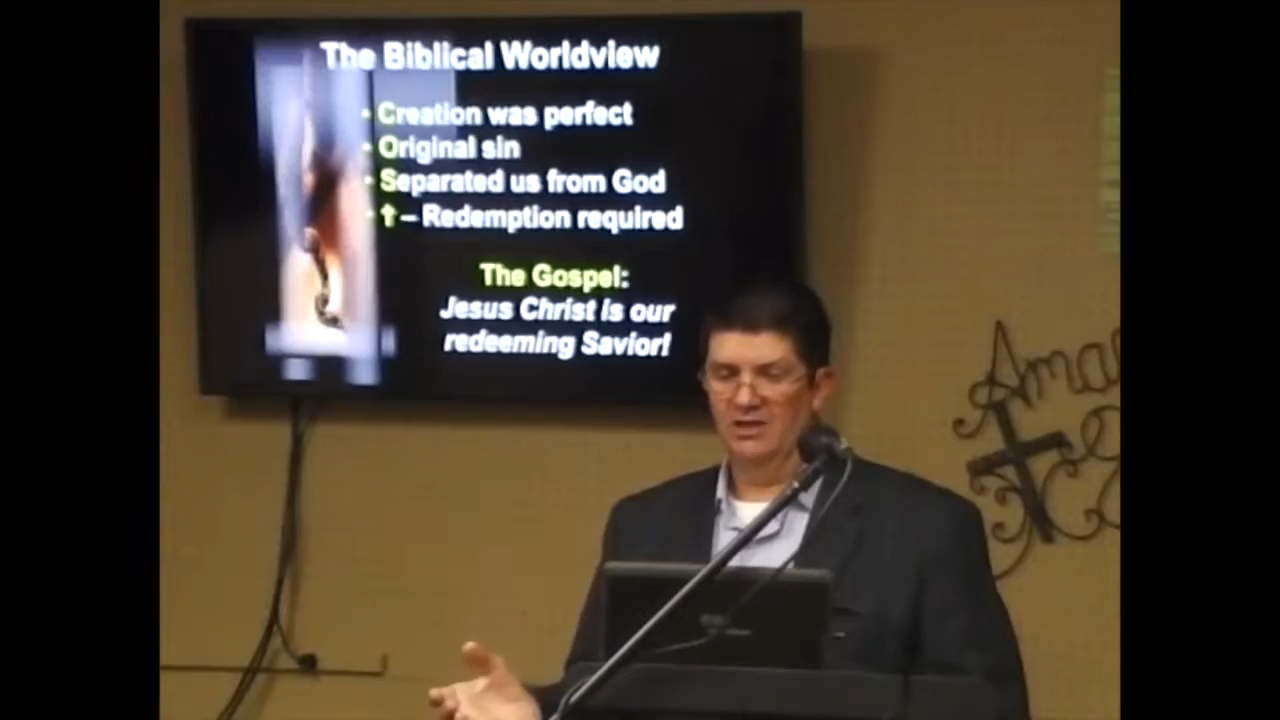 The Biblical Worldview
• Creation was perfect
• Original sin
• Separated us from God
• † – Redemption required
The Gospel:
Jesus Christ is our
redeeming Savior!